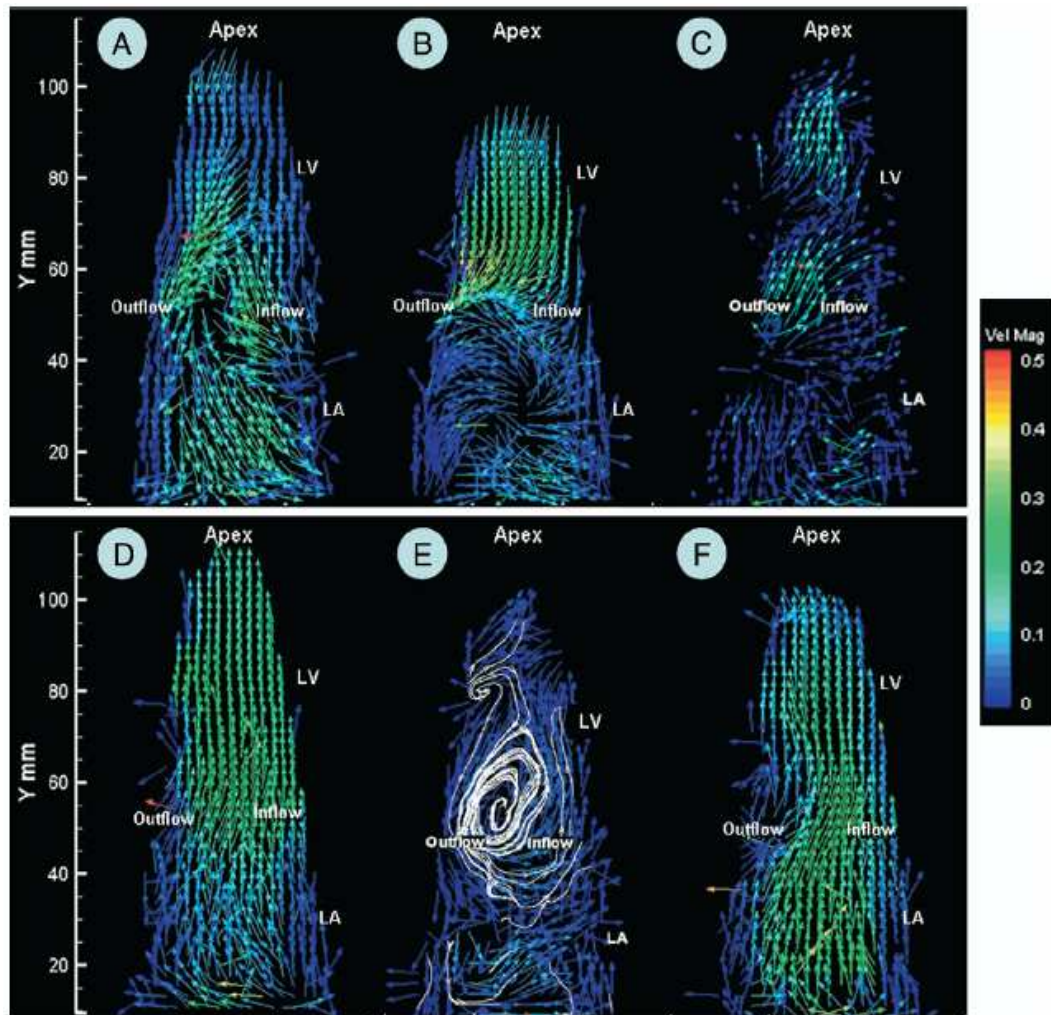 A
Apex
B
Apex
C
Apex
Y mm
100
80
60
40
20
LV
LV
LV
Outflow
Inflow
Outflow
Inflow
Outflow
Inflow
LA
LA
LA
Vel Mag
0.5
0.4
0.3
0.2
0.1
0
D
Apex
E
Apex
F
Apex
Y mm
100
80
60
40
20
LV
LV
LV
Outflow
Inflow
Outflow
Inflow
Outflow
Inflow
LA
LA
LA